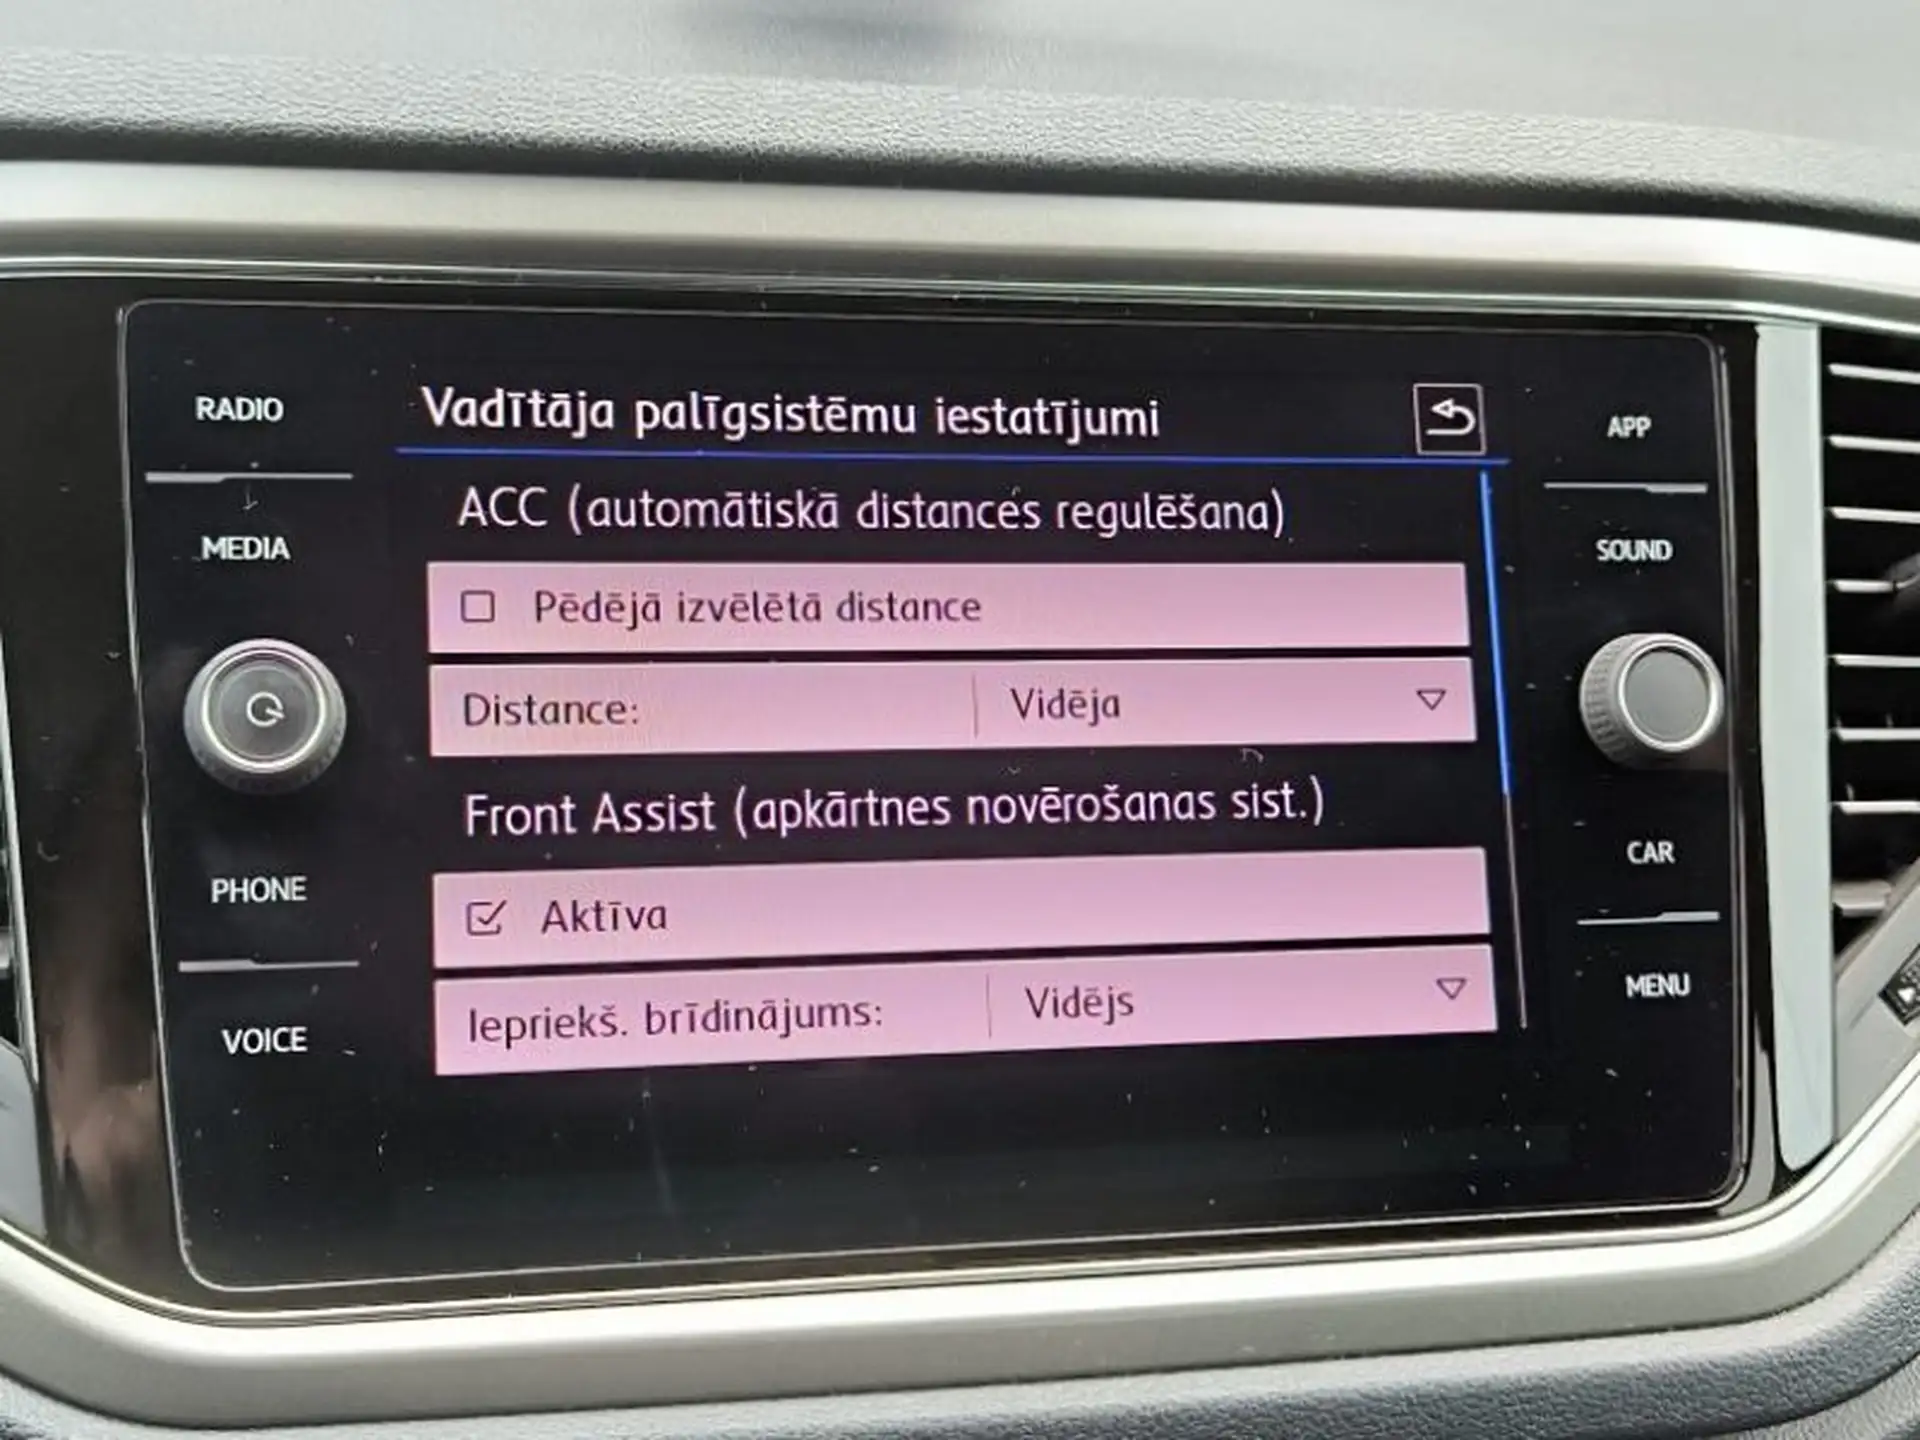 RADIO
MEDIA
PHONE
VOICE
Vadītāja palīgsistēmu iestatījumi
ACC (automātiskā distances regulēšana)
Pēdējā izvēlētā distance
Distance: Vidēja
Front Assist (apkārtnes novērošanas sist.)
Aktīva
Iepriekš. brīdinājums: Vidējs
APP
SOUND
CAR
MENU